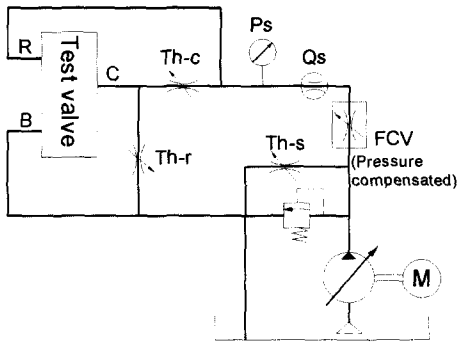 Ps
R
Test valve
C
Th-c
Qs
B
Th-r
Th-s
FCV
(Pressure
compensated)
M